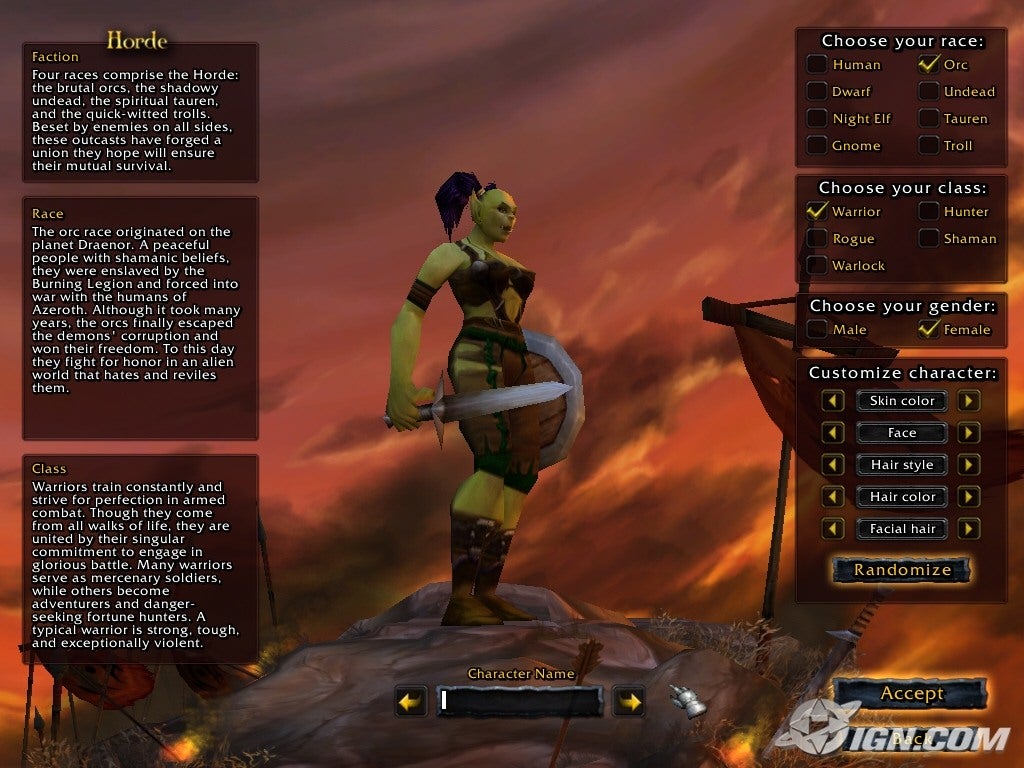 Horde
Faction
Four races comprise the Horde:
the brutal orcs, the shadowy
undead, the spiritual tauren,
and the quick-witted trolls.
Beset by enemies on all sides,
these outcasts have forged a
union they hope will ensure
their mutual survival.
Race
The orc race originated on the
planet Draenor. A peaceful
people with shamanic beliefs,
they were enslaved by the
Burning Legion and forced into
war with the humans of
Azeroth. Although it took many
years, the orcs finally escaped
the demons' corruption and
won their freedom. To this day
they fight for honor in an alien
world that hates and reviles
them.
Class
Warriors train constantly and
strive for perfection in armed
combat. Though they come
from all walks of life, they are
united by their singular
commitment to engage in
glorious battle. Many warriors
serve as mercenary soldiers,
while others become
adventurers and danger-
seeking fortune hunters. A
typical warrior is strong, tough,
and exceptionally violent.
Character Name
Choose your race:
Human Orc
Dwarf Undead
Night Elf Tauren
Gnome Troll
Choose your class:
Warrior Hunter
Rogue Shaman
Warlock
Choose your gender:
Male Female
Customize character:
Skin color
Face
Hair style
Hair color
Facial hair
Randomize
Accept
Back
IGN.COM